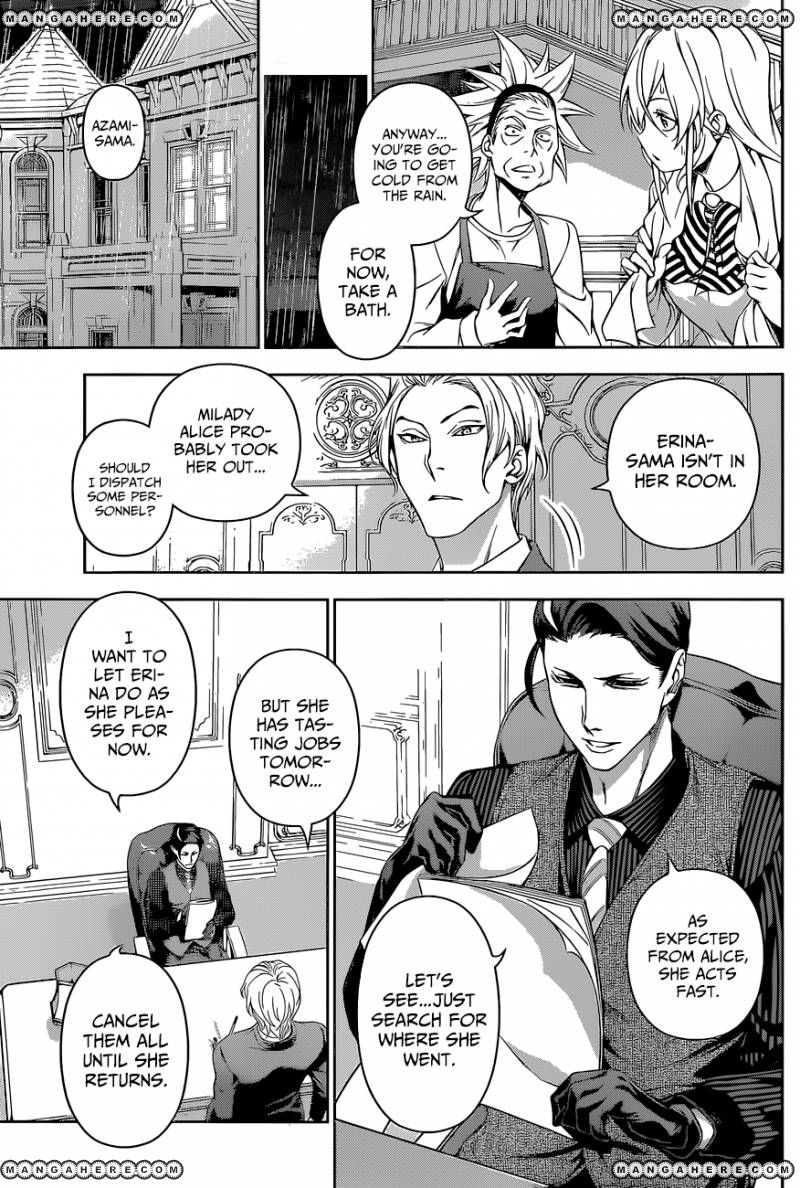 MANGAHERE.COM
MANGAHERE.COM
ANYWAY...
YOU'RE GO-
ING TO GET
COLD FROM
THE RAIN.
FOR
NOW,
TAKE A
BATH.
AZAMI-
SAMA.
ERINA-
SAMA ISN'T IN
HER ROOM.
MILADY
ALICE PRO-
BABLY TOOK
HER OUT...
SHOULD
I DISPATCH
SOME PER-
SONNEL?
AS
EXPECTED
FROM ALICE,
SHE ACTS
FAST.
LET'S
SEE...JUST
SEARCH FOR
WHERE SHE
WENT.
BUT SHE
HAS TAS-
TING JOBS
TOMOR-
ROW...
I
WANT TO
LET ERI-
NA DO AS
SHE PLEA-
SES FOR
NOW.
CANCEL
THEM ALL
UNTIL SHE
RETURNS.
MANGAHERE.COM
MANGAHERE.COM